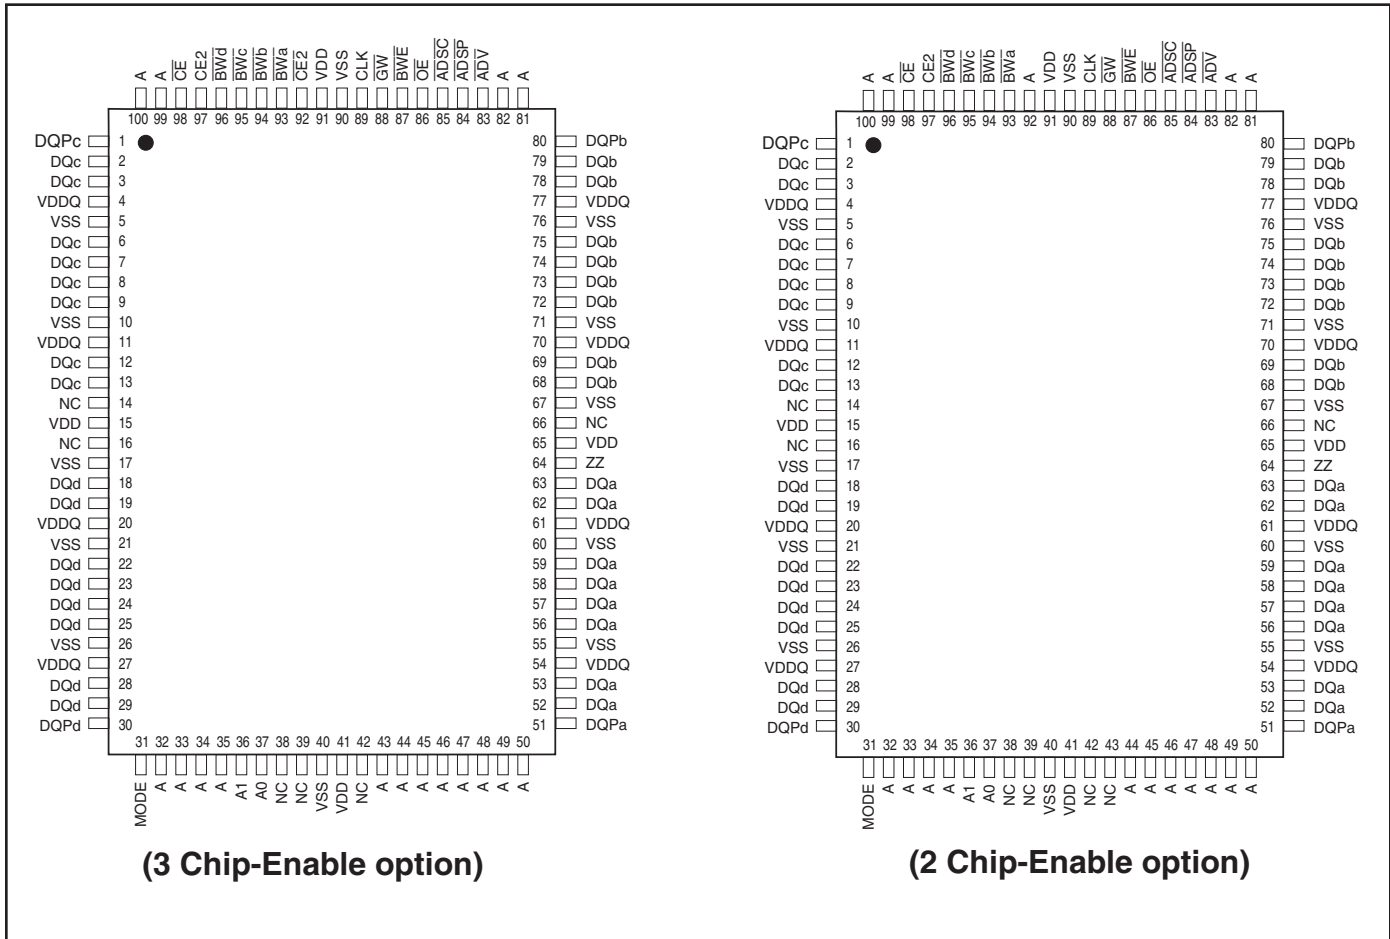 A A CE CE2 BWd BWc BWb BWa CE2 VDD VSS CLK GW BWE OE ADSC ADSP ADV A A
100 99 98 97 96 95 94 93 92 91 90 89 88 87 86 85 84 83 82 81
DQPc 1 80 DQPb
DQc 2 79 DQb
DQc 3 78 DQb
VDDQ 4 77 VDDQ
VSS 5 76 VSS
DQc 6 75 DQb
DQc 7 74 DQb
DQc 8 73 DQb
DQc 9 72 DQb
VSS 10 71 VSS
VDDQ 11 70 VDDQ
DQc 12 69 DQb
DQc 13 68 DQb
NC 14 67 VSS
VDD 15 66 NC
NC 16 65 VDD
VSS 17 64 ZZ
DQd 18 63 DQa
DQd 19 62 DQa
VDDQ 20 61 VDDQ
VSS 21 60 VSS
DQd 22 59 DQa
DQd 23 58 DQa
DQd 24 57 DQa
DQd 25 56 DQa
VSS 26 55 VSS
VDDQ 27 54 VDDQ
DQd 28 53 DQa
DQd 29 52 DQa
DQPd 30 51 DQPa
31 32 33 34 35 36 37 38 39 40 41 42 43 44 45 46 47 48 49 50
MODE A A A A A1 A0 NC NC VSS VDD NC A A A A A A A A
(3 Chip-Enable option)
A A CE CE2 BWd BWc BWb BWa A VDD VSS CLK GW BWE OE ADSC ADSP ADV A A
100 99 98 97 96 95 94 93 92 91 90 89 88 87 86 85 84 83 82 81
DQPc 1 80 DQPb
DQc 2 79 DQb
DQc 3 78 DQb
VDDQ 4 77 VDDQ
VSS 5 76 VSS
DQc 6 75 DQb
DQc 7 74 DQb
DQc 8 73 DQb
DQc 9 72 DQb
VSS 10 71 VSS
VDDQ 11 70 VDDQ
DQc 12 69 DQb
DQc 13 68 DQb
NC 14 67 VSS
VDD 15 66 NC
NC 16 65 VDD
VSS 17 64 ZZ
DQd 18 63 DQa
DQd 19 62 DQa
VDDQ 20 61 VDDQ
VSS 21 60 VSS
DQd 22 59 DQa
DQd 23 58 DQa
DQd 24 57 DQa
DQd 25 56 DQa
VSS 26 55 VSS
VDDQ 27 54 VDDQ
DQd 28 53 DQa
DQd 29 52 DQa
DQPd 30 51 DQPa
31 32 33 34 35 36 37 38 39 40 41 42 43 44 45 46 47 48 49 50
MODE A A A A A1 A0 NC NC VSS VDD NC NC A A A A A A A
(2 Chip-Enable option)